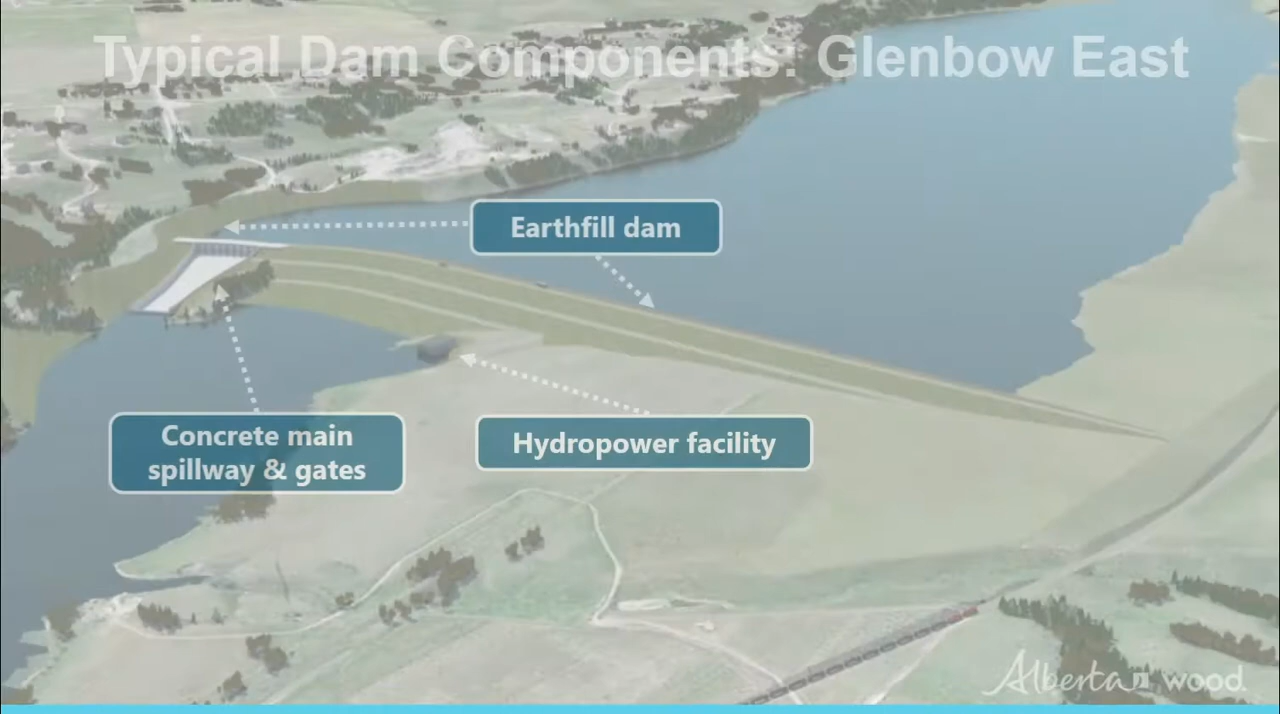 Typical Dam Components: Glenbow East
Earthfill dam
Concrete main
spillway & gates
Hydropower facility
Alberta wood.